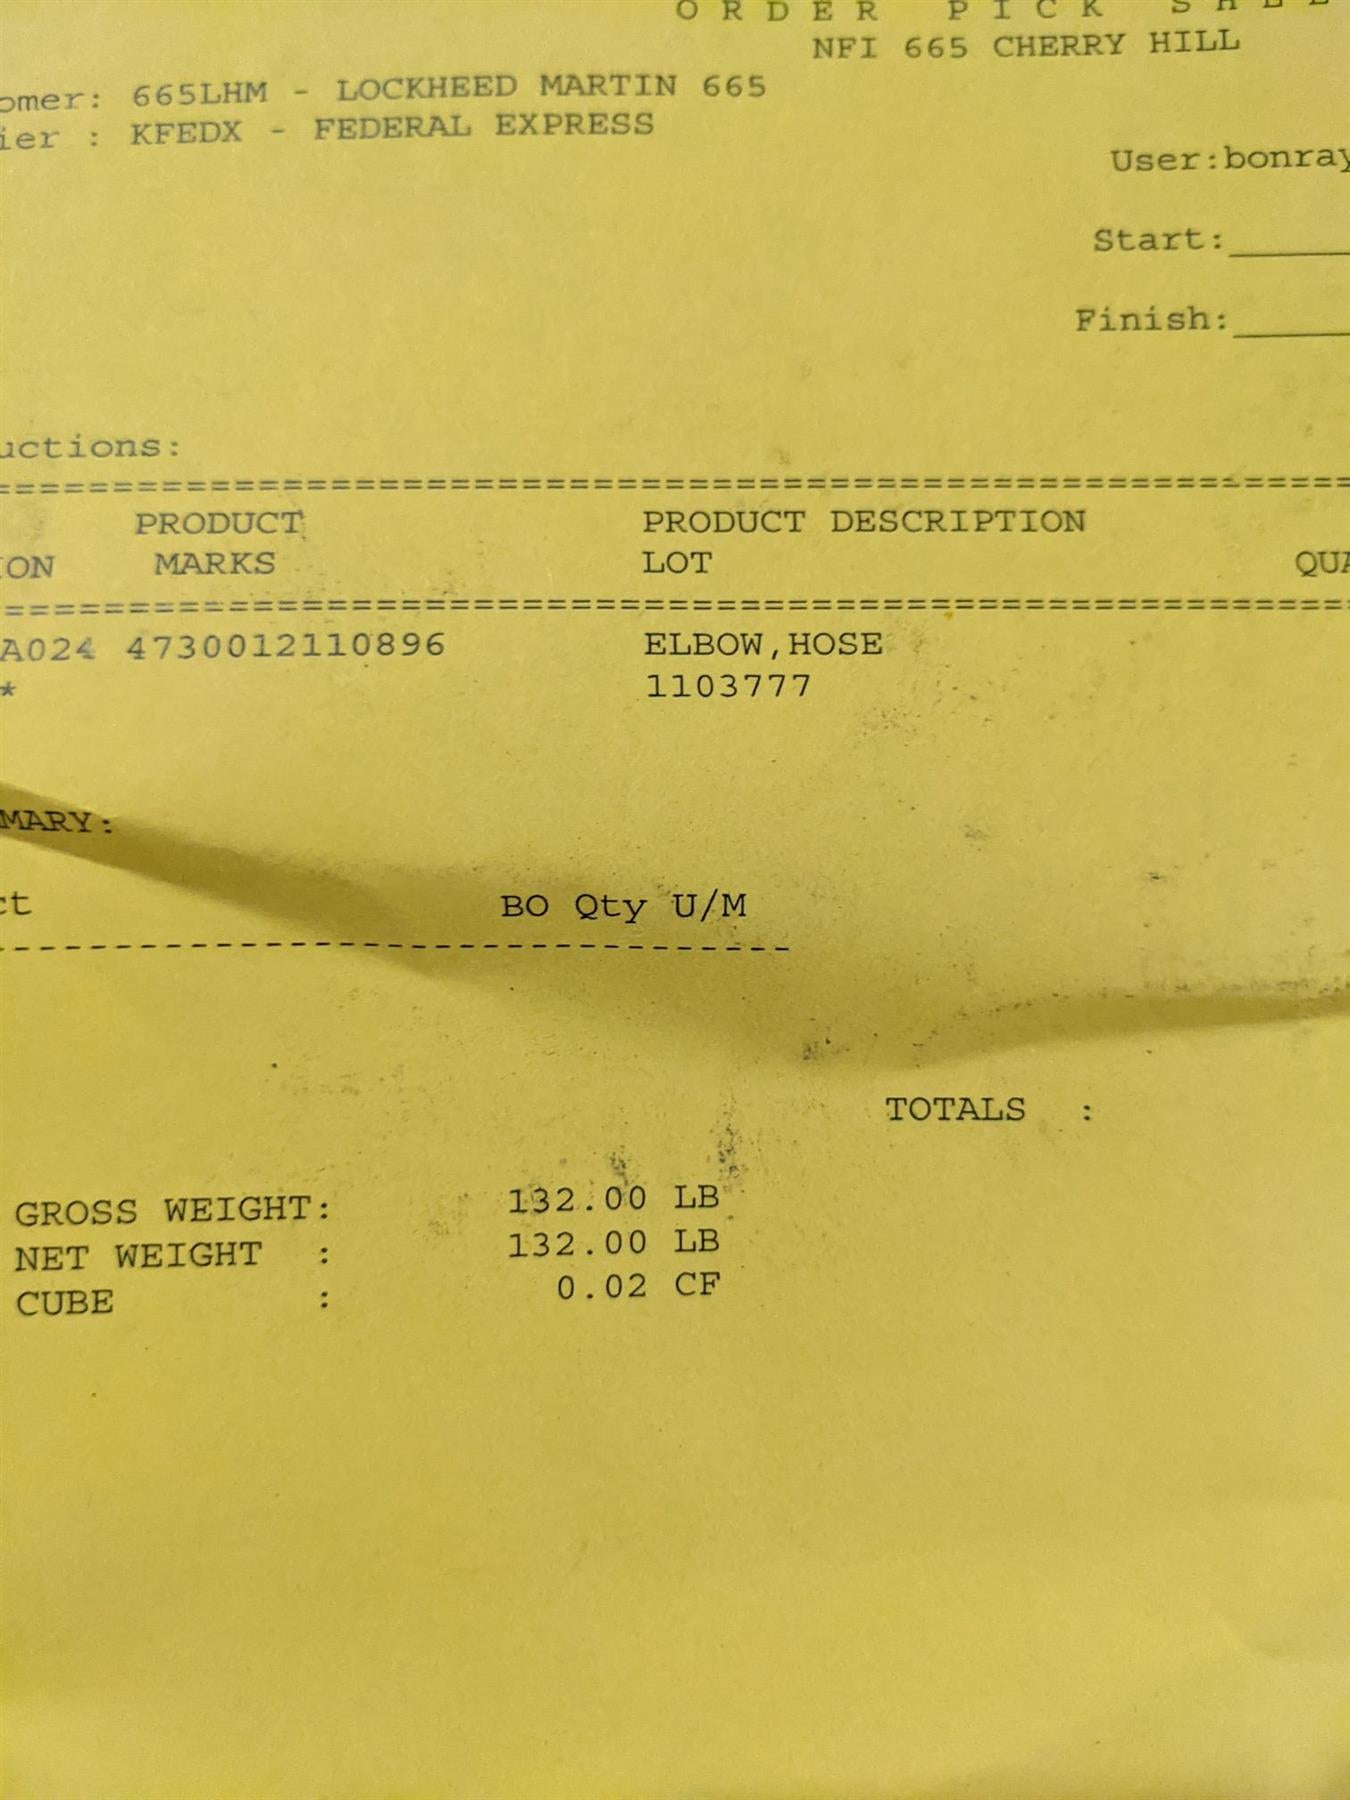 ORDER PICK SHEE
NFI 665 CHERRY HILL
omer: 665LHM - LOCKHEED MARTIN 665
ier : KFEDX - FEDERAL EXPRESS
User:bonray
Start:
Finish:
uctions:
PRODUCT PRODUCT DESCRIPTION
ION MARKS LOT QUA
A024 4730012110896 ELBOW,HOSE
* 1103777
MARY:
ct BO Qty U/M
TOTALS :
GROSS WEIGHT: 132.00 LB
NET WEIGHT : 132.00 LB
CUBE : 0.02 CF